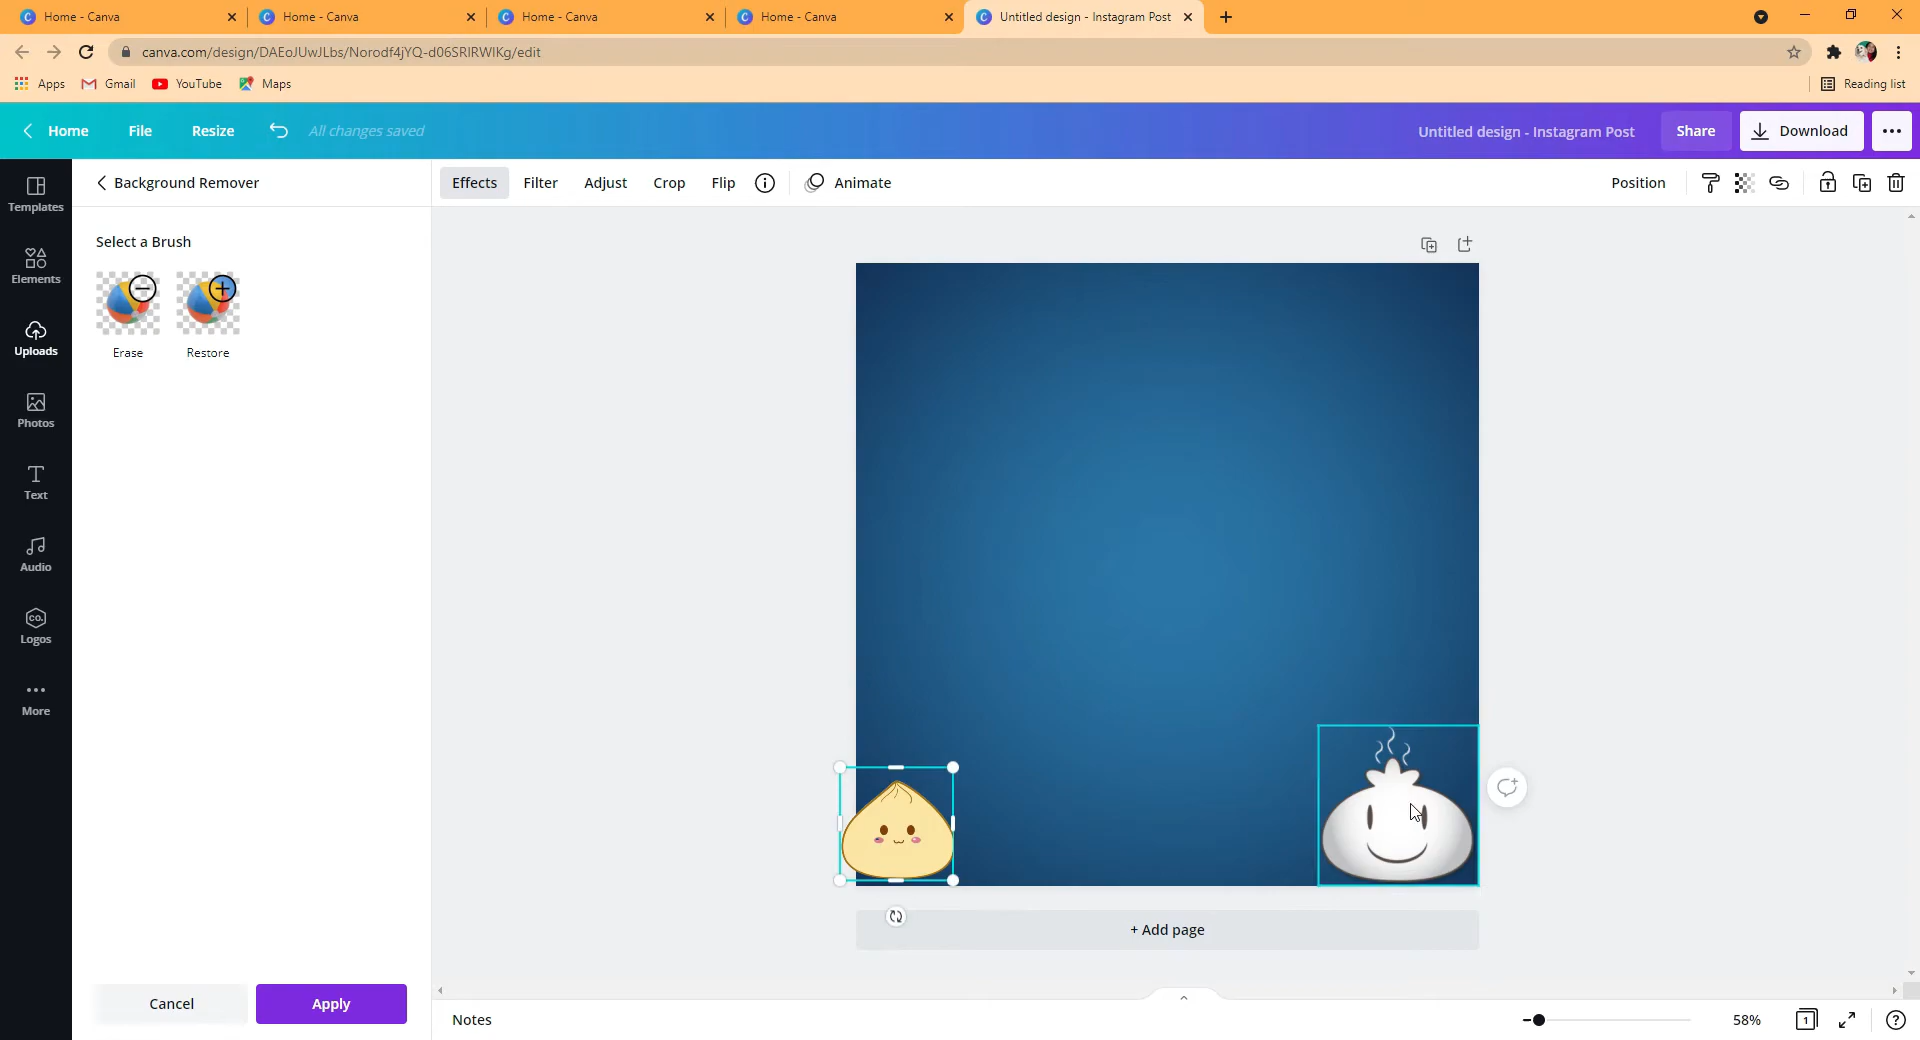 Home - Canva
Home - Canva
Home - Canva
Home - Canva
Untitled design - Instagram Post
canva.com/design/DAEoJUwJLbs/Norodf4jYQ-d06SRlRWIKg/edit
Apps
Gmail
YouTube
Maps
Reading list
Home
File
Resize
All changes saved
Untitled design - Instagram Post
Share
Download
Background Remover
Effects
Filter
Adjust
Crop
Flip
Animate
Position
Templates
Elements
Uploads
Photos
Text
Audio
CO.
Logos
More
Select a Brush
Erase
Restore
+ Add page
Cancel
Apply
Notes
58%
1